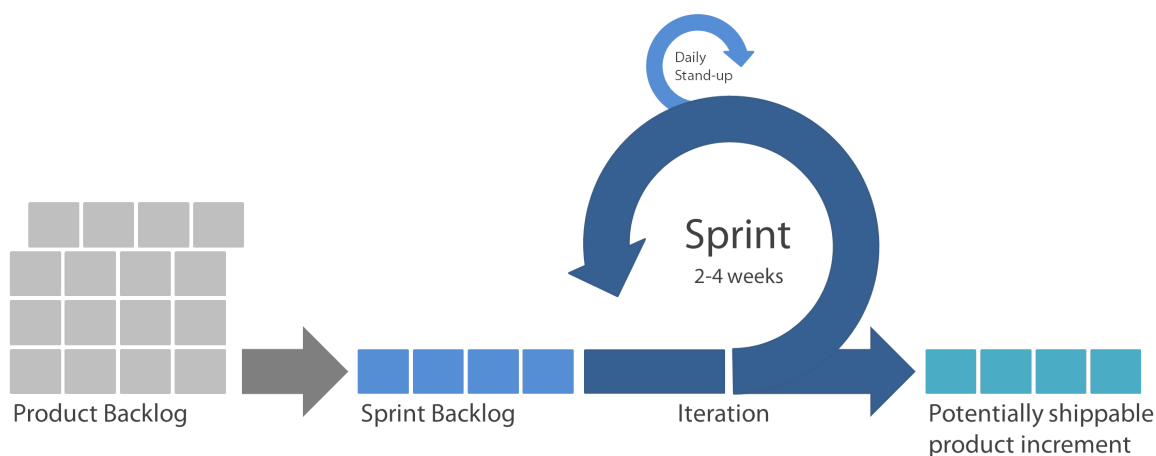 Daily
Stand-up
Sprint
2-4 weeks
Product Backlog
Sprint Backlog
Iteration
Potentially shippable
product increment